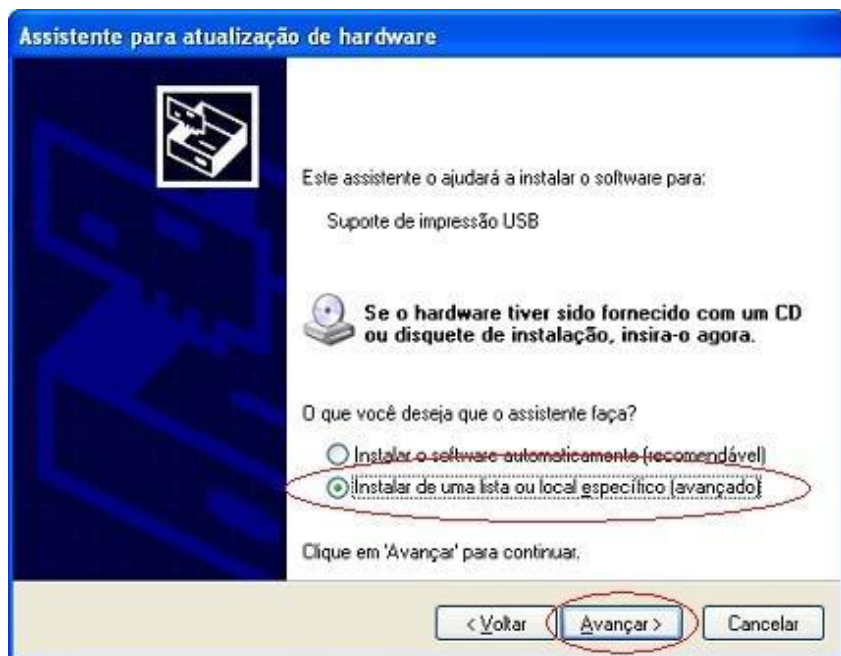 Assistente para atualização de hardware
Este assistente o ajudará a instalar o software para:
Suporte de impressão USB
Se o hardware tiver sido fornecido com um CD
ou disquete de instalação, insira-o agora.
O que você deseja que o assistente faça?
Instalar o software automaticamente (recomendável)
Instalar de uma lista ou local específico (avançado)
Clique em 'Avançar' para continuar.
< Voltar Avançar > Cancelar